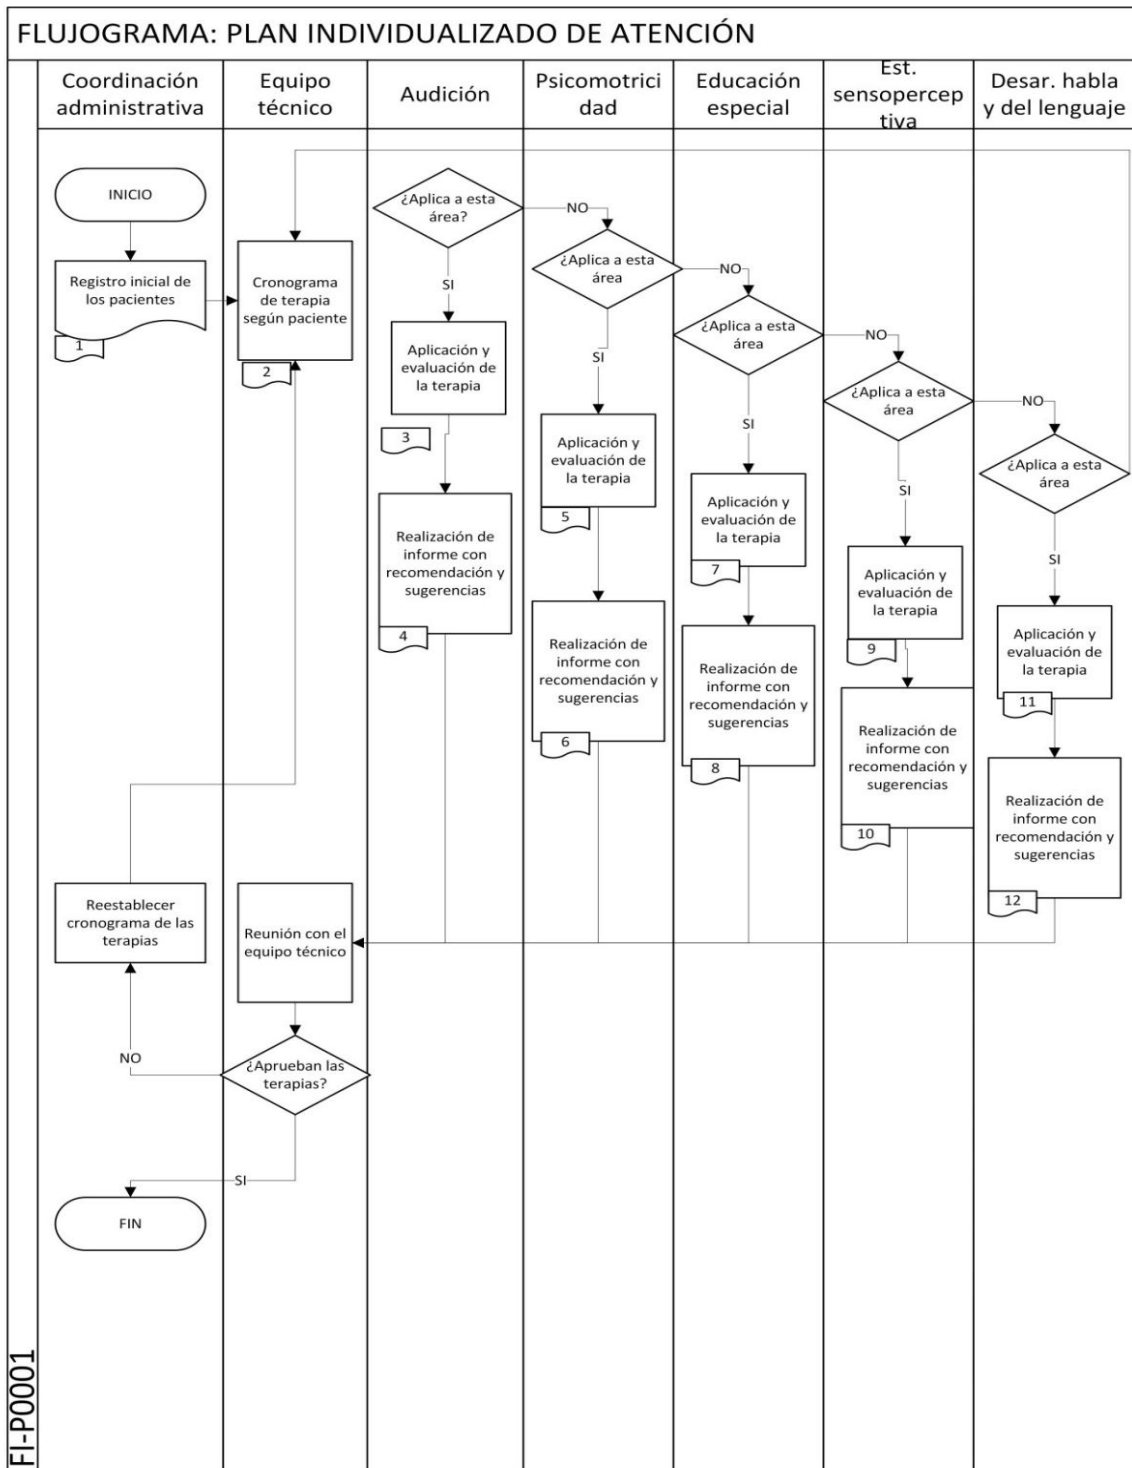 FLUJOGRAMA: PLAN INDIVIDUALIZADO DE ATENCIÓN
Coordinación
administrativa
Equipo
técnico
Audición
Psicomotrici
dad
Educación
especial
Est.
sensopercep
tiva
Desar. habla
y del lenguaje
INICIO
Registro inicial de
los pacientes
1
Cronograma
de terapia
según paciente
2
¿Aplica a esta
área?
NO
SI
Aplicación y
evaluación de
la terapia
3
Realización de
informe con
recomendación y
sugerencias
4
¿Aplica a esta
área
NO
SI
Aplicación y
evaluación de
la terapia
5
Realización de
informe con
recomendación y
sugerencias
6
¿Aplica a esta
área
NO
SI
Aplicación y
evaluación de
la terapia
7
Realización de
informe con
recomendación y
sugerencias
8
¿Aplica a esta
área
NO
SI
Aplicación y
evaluación de
la terapia
9
Realización de
informe con
recomendación y
sugerencias
10
¿Aplica a esta
área
SI
Aplicación y
evaluación de
la terapia
11
Realización de
informe con
recomendación y
sugerencias
12
Reestablecer
cronograma de las
terapias
Reunión con el
equipo técnico
¿Aprueban las
terapias?
NO
SI
FIN
FI-P0001